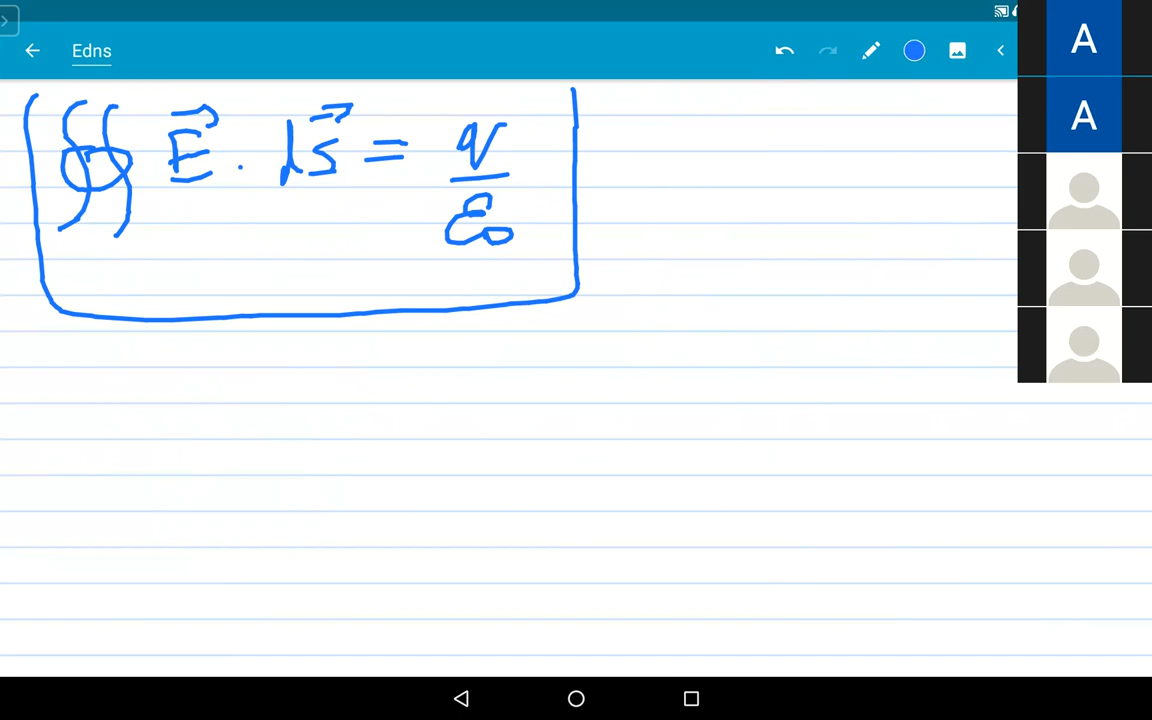 Edns
A
A
∯ E⃗ . ds⃗ = q/ε₀